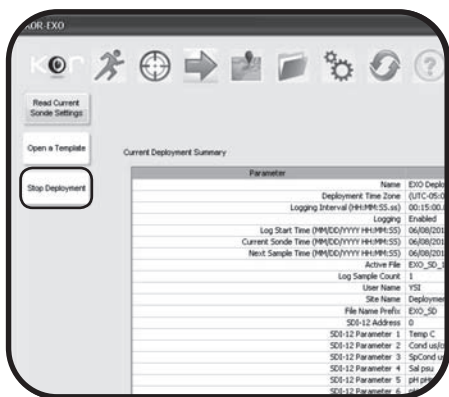 KOR-EXO
KOR
?
Read Current
Sonde Settings
Open a Template
Current Deployment Summary
Stop Deployment
Parameter
Name EXO Deplo
Deployment Time Zone (UTC-05:0
Logging Interval (HH:MM:SS.ss) 00:15:00.
Logging Enabled
Log Start Time (MM/DD/YYYY HH:MM:SS) 06/08/201
Current Sonde Time (MM/DD/YYYY HH:MM:SS) 06/08/201
Next Sample Time (MM/DD/YYYY HH:MM:SS) 06/08/201
Active File EXO_SD_1
Log Sample Count 1
User Name YSI
Site Name Deploymen
File Name Prefix EXO_SD
SDI-12 Address 0
SDI-12 Parameter 1 Temp C
SDI-12 Parameter 2 Cond us/c
SDI-12 Parameter 3 SpCond u
SDI-12 Parameter 4 Sal psu
SDI-12 Parameter 5 pH pH
SDI-12 Parameter 6